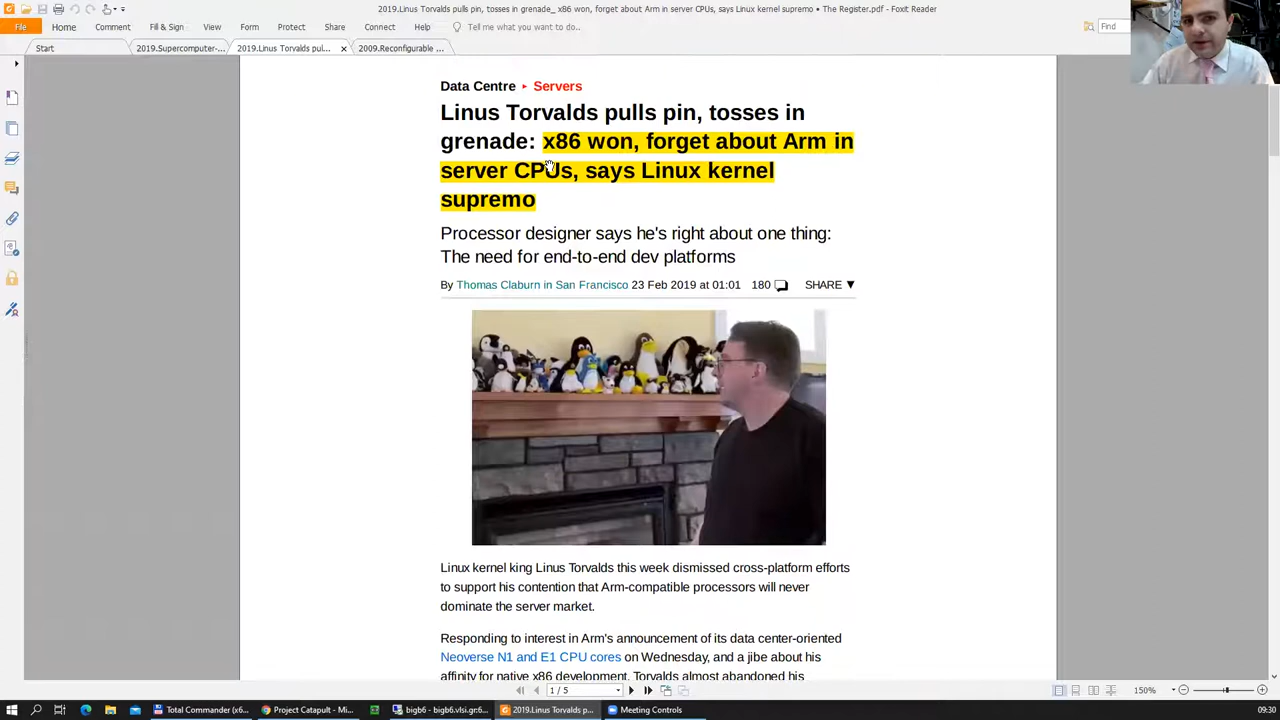 2019.Linus Torvalds pulls pin, tosses in grenade_ x86 won, forget about Arm in server CPUs, says Linux kernel supremo • The Register.pdf - Foxit Reader
File Home Comment Fill & Sign View Form Protect Share Connect Help Tell me what you want to do.. Find
Start 2019.Supercomputer-... 2019.Linus Torvalds pul... 2009.Reconfigurable ...
Data Centre ▸ Servers
Linus Torvalds pulls pin, tosses in
grenade: x86 won, forget about Arm in
server CPUs, says Linux kernel
supremo
Processor designer says he's right about one thing:
The need for end-to-end dev platforms
By Thomas Claburn in San Francisco 23 Feb 2019 at 01:01 180 SHARE ▼
Linux kernel king Linus Torvalds this week dismissed cross-platform efforts
to support his contention that Arm-compatible processors will never
dominate the server market.
Responding to interest in Arm's announcement of its data center-oriented
Neoverse N1 and E1 CPU cores on Wednesday, and a jibe about his
affinity for native x86 development, Torvalds almost abandoned his
1 / 5 150%
Total Commander (x6... Project Catapult - Mi... bigb6 - bigb6.vlsi.gr:6... 2019.Linus Torvalds p... Meeting Controls 09:30